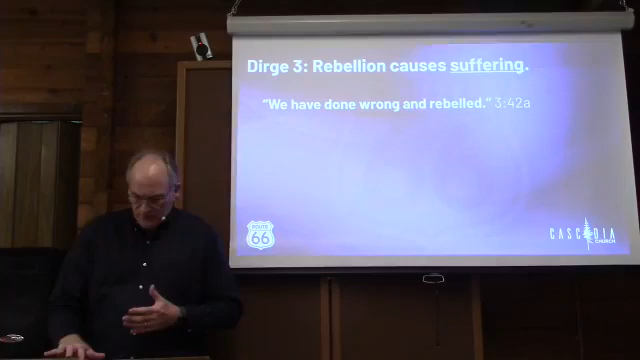 Dirge 3: Rebellion causes suffering.
“We have done wrong and rebelled.” 3:42a
ROUTE
66
CASCADIA
CHURCH